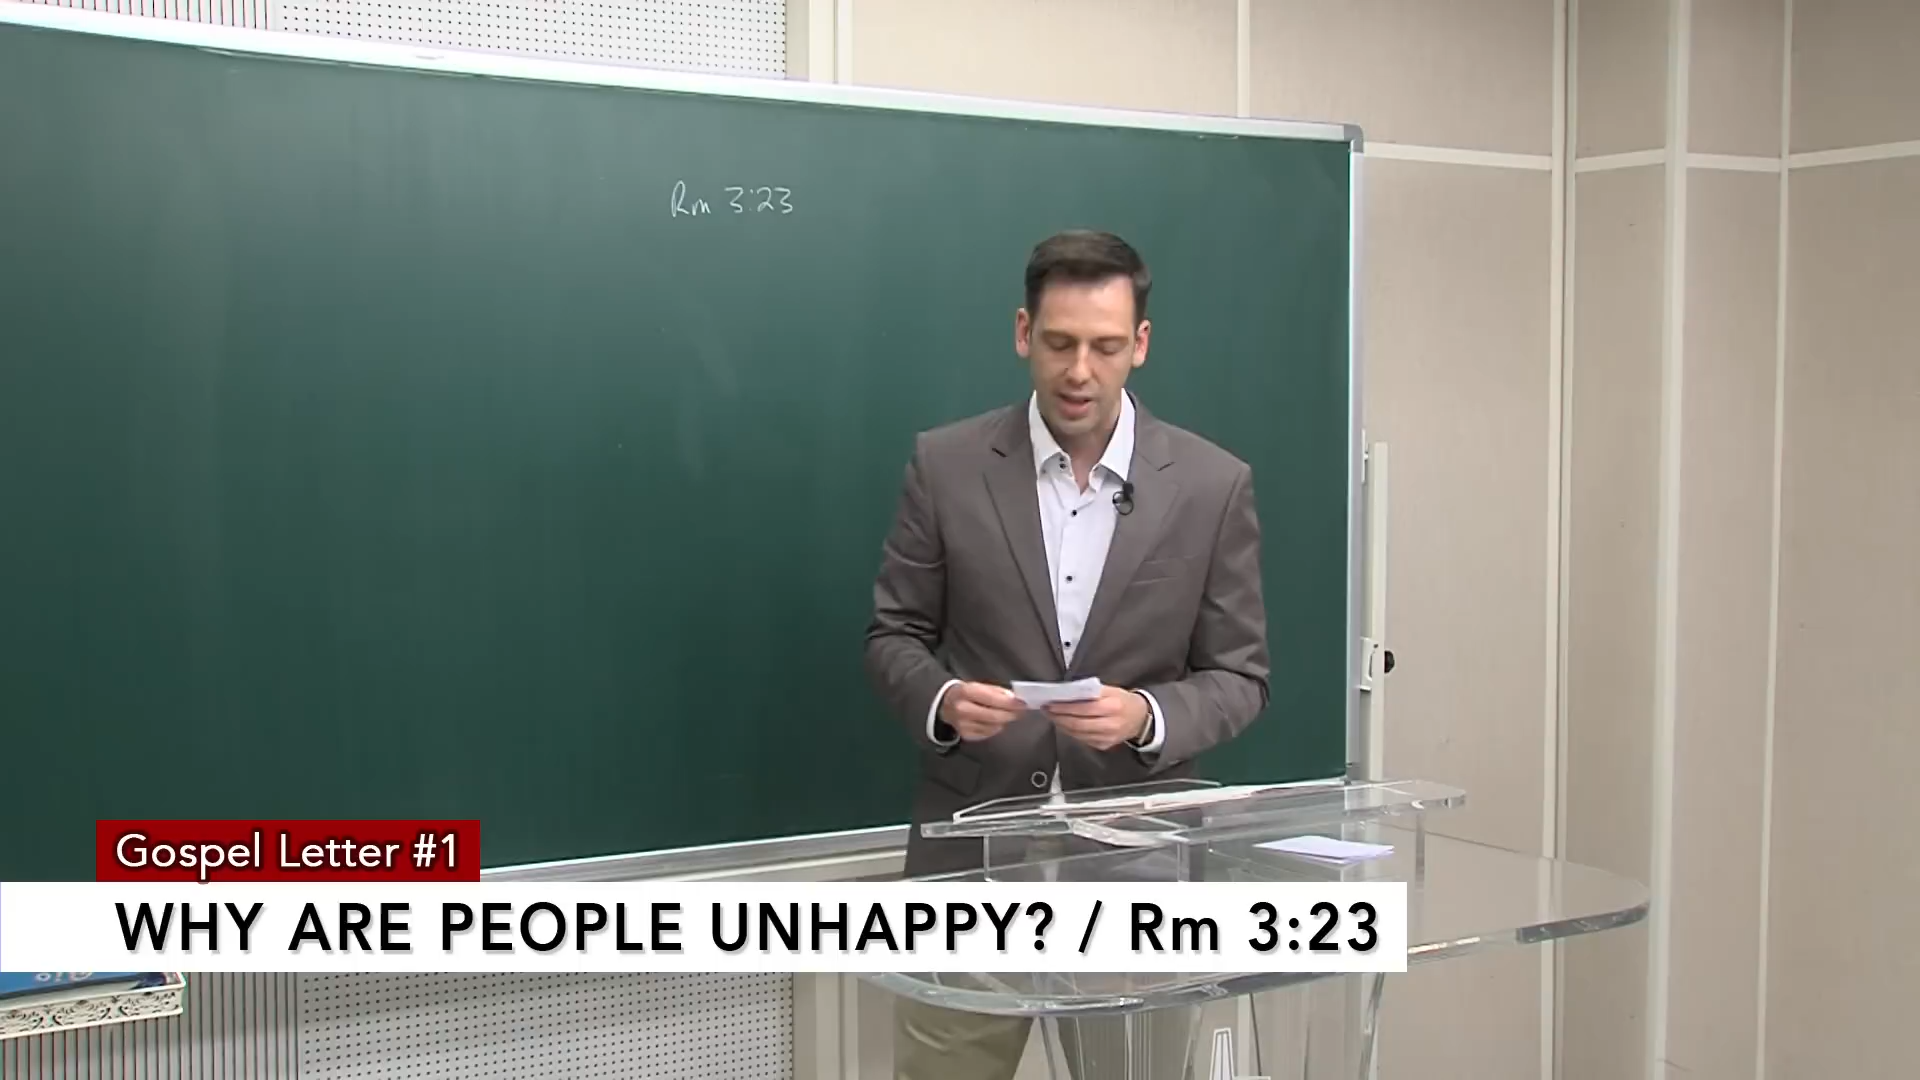 Rm 3:23
Gospel Letter #1
WHY ARE PEOPLE UNHAPPY? / Rm 3:23